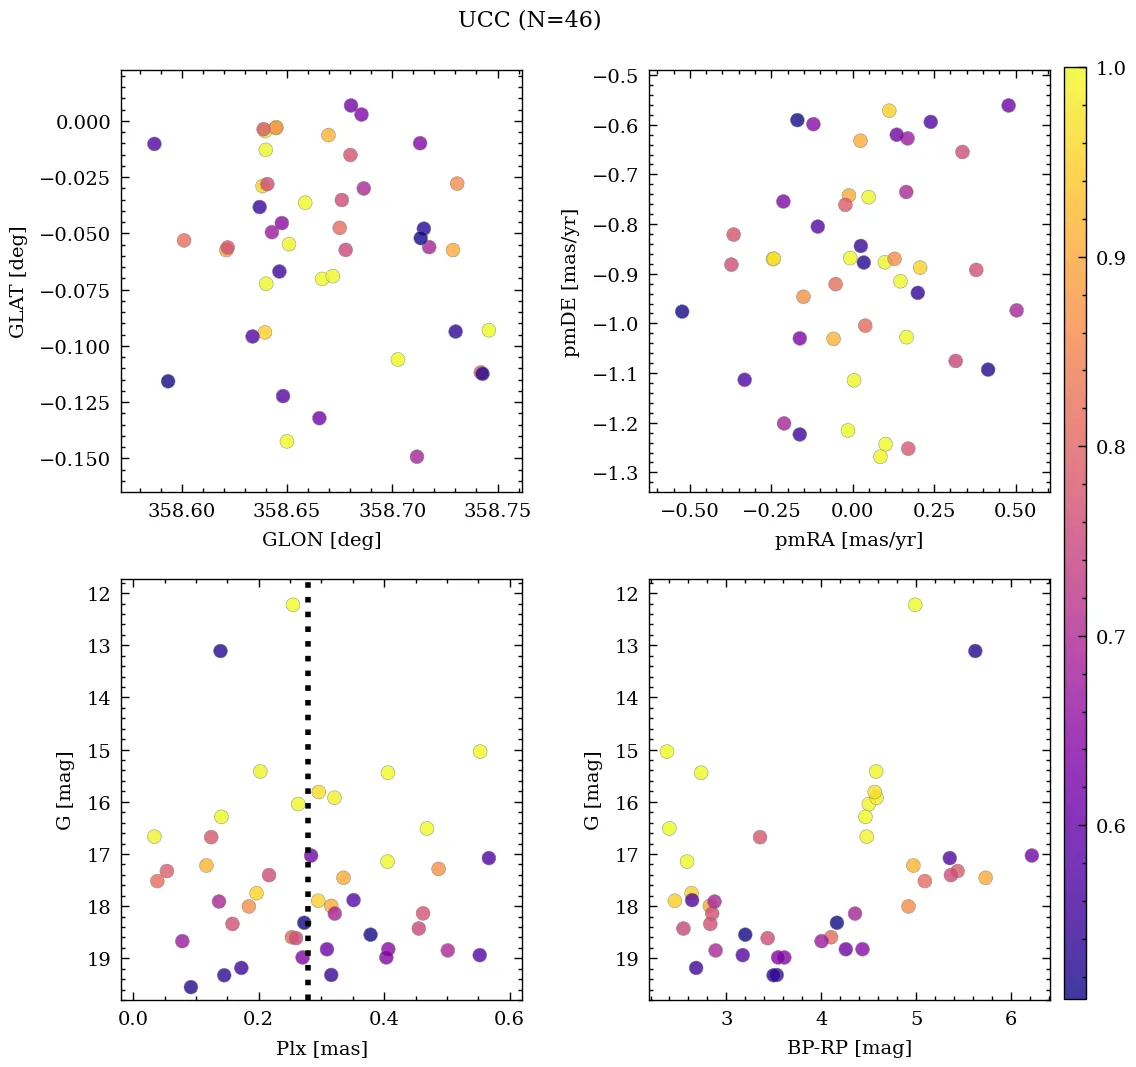 UCC (N=46)
0.000
−0.025
−0.050
−0.075
−0.100
−0.125
−0.150
GLAT [deg]
358.60 358.65 358.70 358.75
GLON [deg]
−0.5
−0.6
−0.7
−0.8
−0.9
−1.0
−1.1
−1.2
−1.3
pmDE [mas/yr]
−0.50 −0.25 0.00 0.25 0.50
pmRA [mas/yr]
12
13
14
15
16
17
18
19
G [mag]
0.0 0.2 0.4 0.6
Plx [mas]
12
13
14
15
16
17
18
19
G [mag]
3 4 5 6
BP-RP [mag]
1.0
0.9
0.8
0.7
0.6